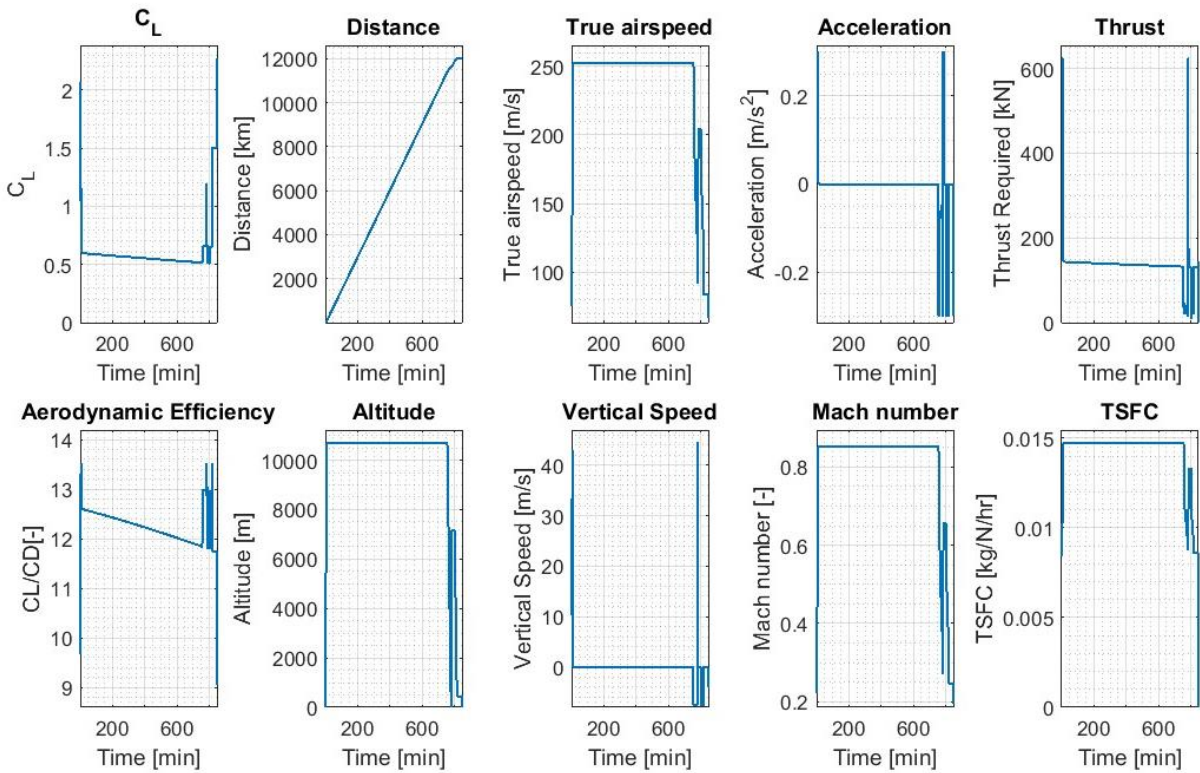 C_L
C_L
2
1.5
1
0.5
0
200 600
Time [min]
Distance
Distance [km]
12000
10000
8000
6000
4000
2000
200 600
Time [min]
True airspeed
True airspeed [m/s]
250
200
150
100
200 600
Time [min]
Acceleration
Acceleration [m/s²]
0.2
0
-0.2
200 600
Time [min]
Thrust
Thrust Required [kN]
600
400
200
0
200 600
Time [min]
Aerodynamic Efficiency
CL/CD[-]
14
13
12
11
10
9
200 600
Time [min]
Altitude
Altitude [m]
10000
8000
6000
4000
2000
0
200 600
Time [min]
Vertical Speed
Vertical Speed [m/s]
40
30
20
10
0
200 600
Time [min]
Mach number
Mach number [-]
0.8
0.6
0.4
0.2
200 600
Time [min]
TSFC
TSFC [kg/N/hr]
0.015
0.01
0.005
0
200 600
Time [min]